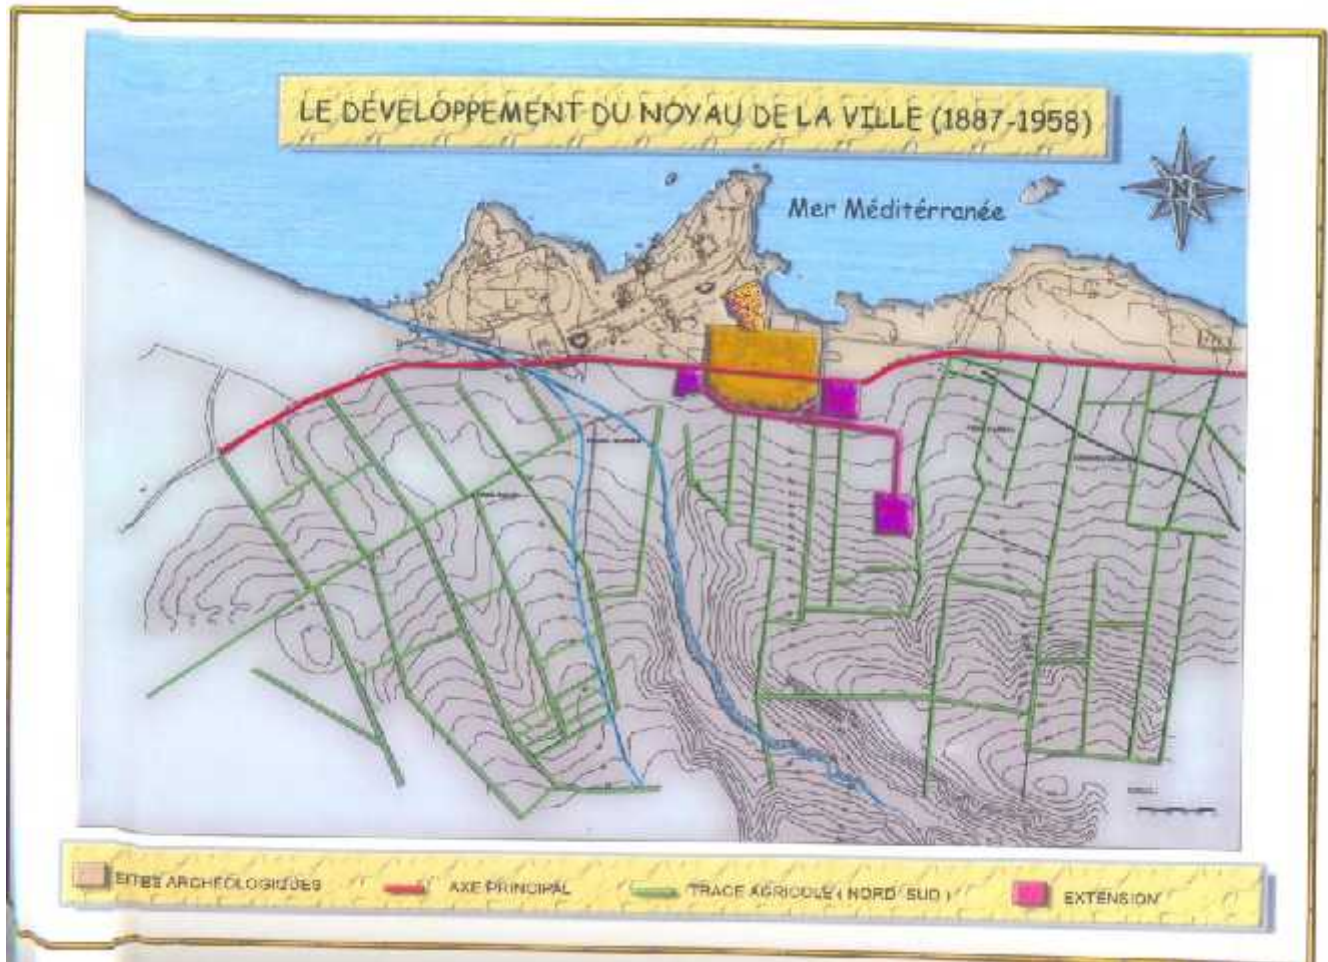 LE DÉVELOPPEMENT DU NOYAU DE LA VILLE (1887-1958)
Mer Méditérranée
N
SITES ARCHÉOLOGIQUES
AXE PRINCIPAL
TRACE AGRICOLE ( NORD SUD )
EXTENSION